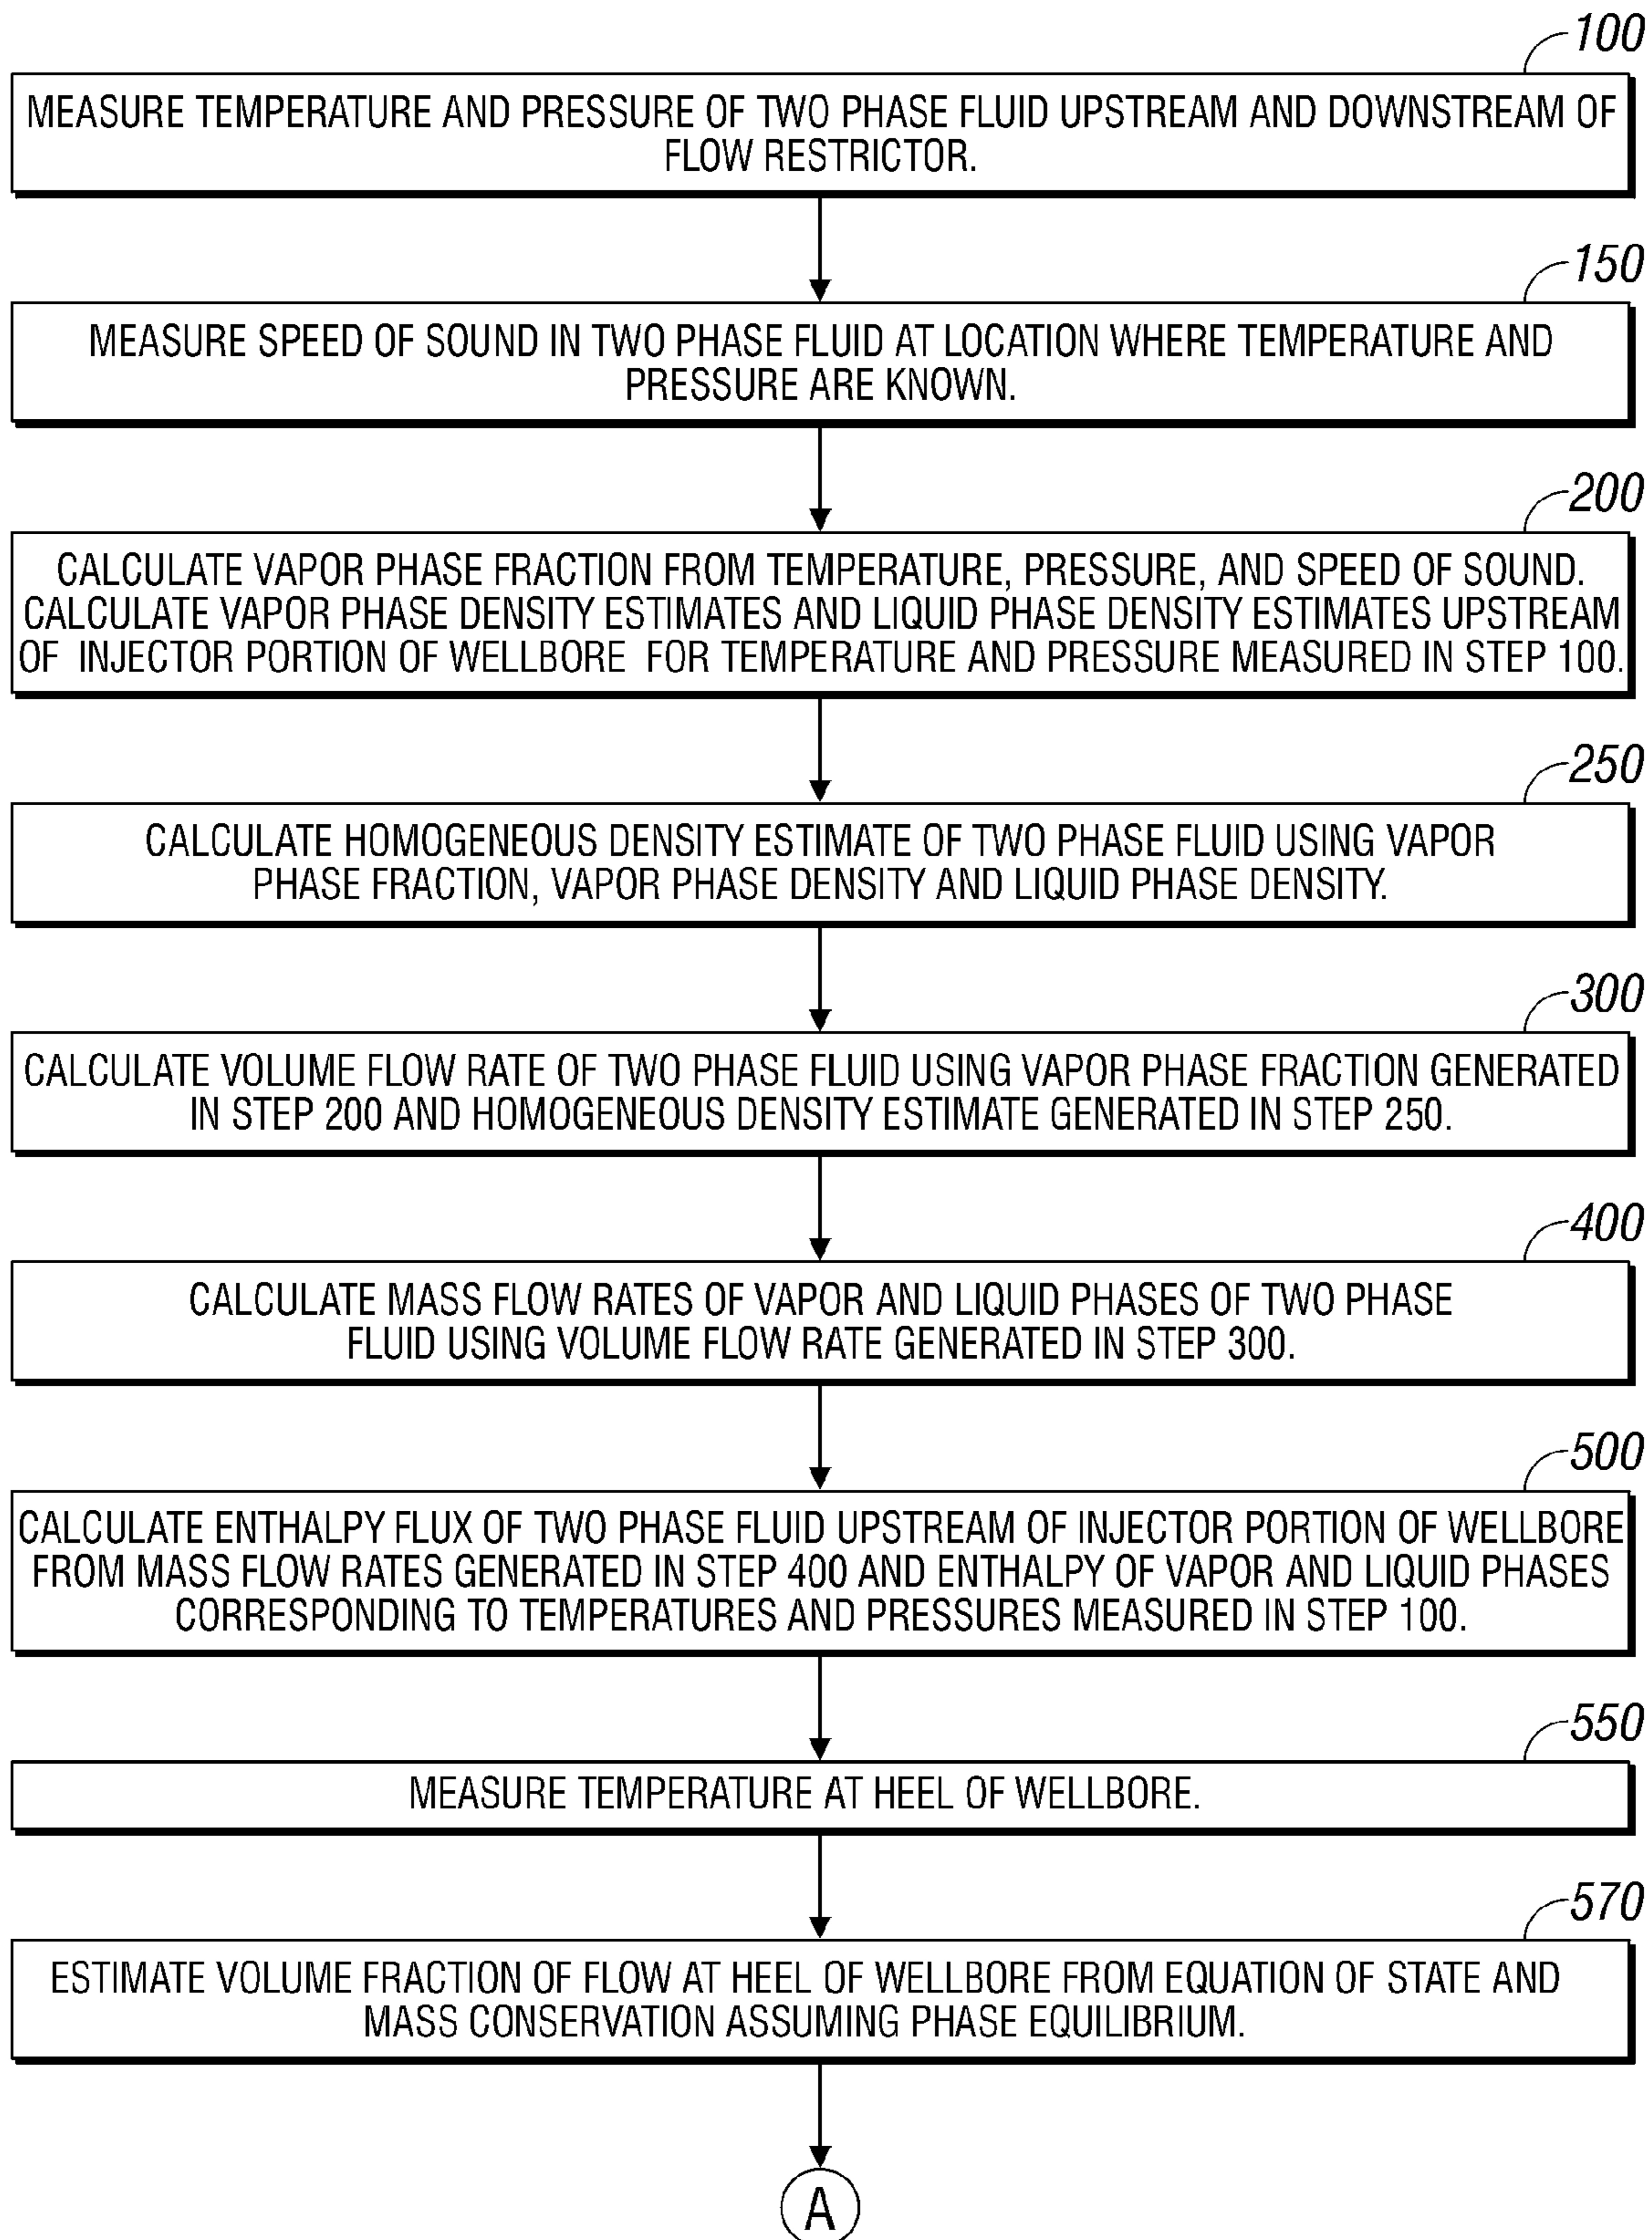 100
MEASURE TEMPERATURE AND PRESSURE OF TWO PHASE FLUID UPSTREAM AND DOWNSTREAM OF
FLOW RESTRICTOR.
150
MEASURE SPEED OF SOUND IN TWO PHASE FLUID AT LOCATION WHERE TEMPERATURE AND
PRESSURE ARE KNOWN.
200
CALCULATE VAPOR PHASE FRACTION FROM TEMPERATURE, PRESSURE, AND SPEED OF SOUND.
CALCULATE VAPOR PHASE DENSITY ESTIMATES AND LIQUID PHASE DENSITY ESTIMATES UPSTREAM
OF INJECTOR PORTION OF WELLBORE FOR TEMPERATURE AND PRESSURE MEASURED IN STEP 100.
250
CALCULATE HOMOGENEOUS DENSITY ESTIMATE OF TWO PHASE FLUID USING VAPOR
PHASE FRACTION, VAPOR PHASE DENSITY AND LIQUID PHASE DENSITY.
300
CALCULATE VOLUME FLOW RATE OF TWO PHASE FLUID USING VAPOR PHASE FRACTION GENERATED
IN STEP 200 AND HOMOGENEOUS DENSITY ESTIMATE GENERATED IN STEP 250.
400
CALCULATE MASS FLOW RATES OF VAPOR AND LIQUID PHASES OF TWO PHASE
FLUID USING VOLUME FLOW RATE GENERATED IN STEP 300.
500
CALCULATE ENTHALPY FLUX OF TWO PHASE FLUID UPSTREAM OF INJECTOR PORTION OF WELLBORE
FROM MASS FLOW RATES GENERATED IN STEP 400 AND ENTHALPY OF VAPOR AND LIQUID PHASES
CORRESPONDING TO TEMPERATURES AND PRESSURES MEASURED IN STEP 100.
550
MEASURE TEMPERATURE AT HEEL OF WELLBORE.
570
ESTIMATE VOLUME FRACTION OF FLOW AT HEEL OF WELLBORE FROM EQUATION OF STATE AND
MASS CONSERVATION ASSUMING PHASE EQUILIBRIUM.
A